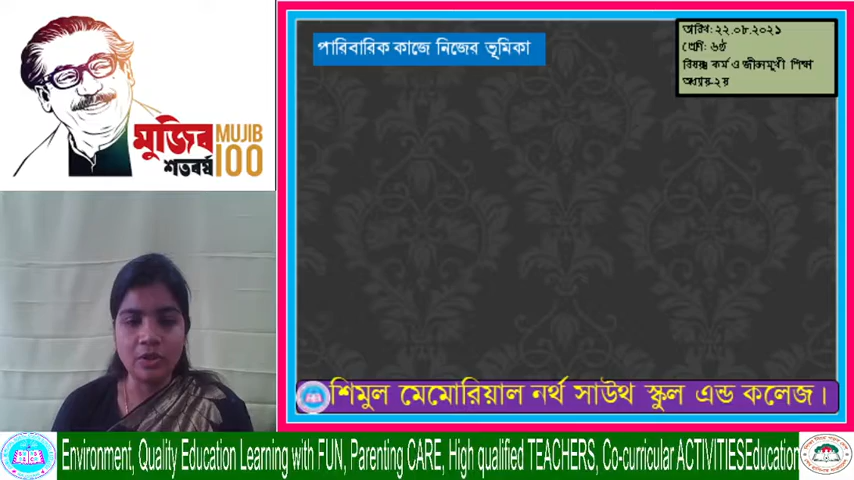 মুজিব MUJIB
শতবর্ষ 100
পারিবারিক কাজে নিজের ভূমিকা
তারিখ: ২২.০৮.২০২১
শ্রেণি: ৬ষ্ঠ
বিষয়ঃ কর্ম ও জীবনমুখী শিক্ষা
অধ্যায়-২য়
শিমুল মেমোরিয়াল নর্থ সাউথ স্কুল এন্ড কলেজ।
Environment, Quality Education Learning with FUN, Parenting CARE, High qualified TEACHERS, Co-curricular ACTIVITIESEducation